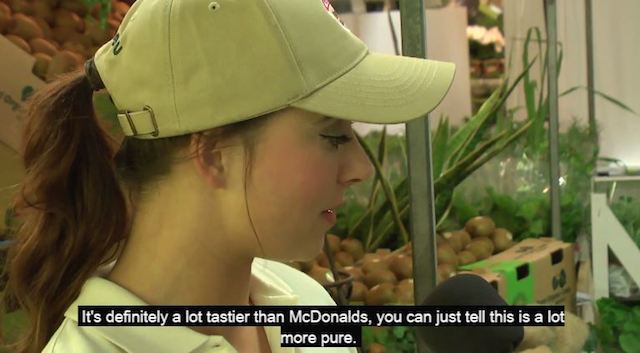 It's definitely a lot tastier than McDonalds, you can just tell this is a lot
more pure.